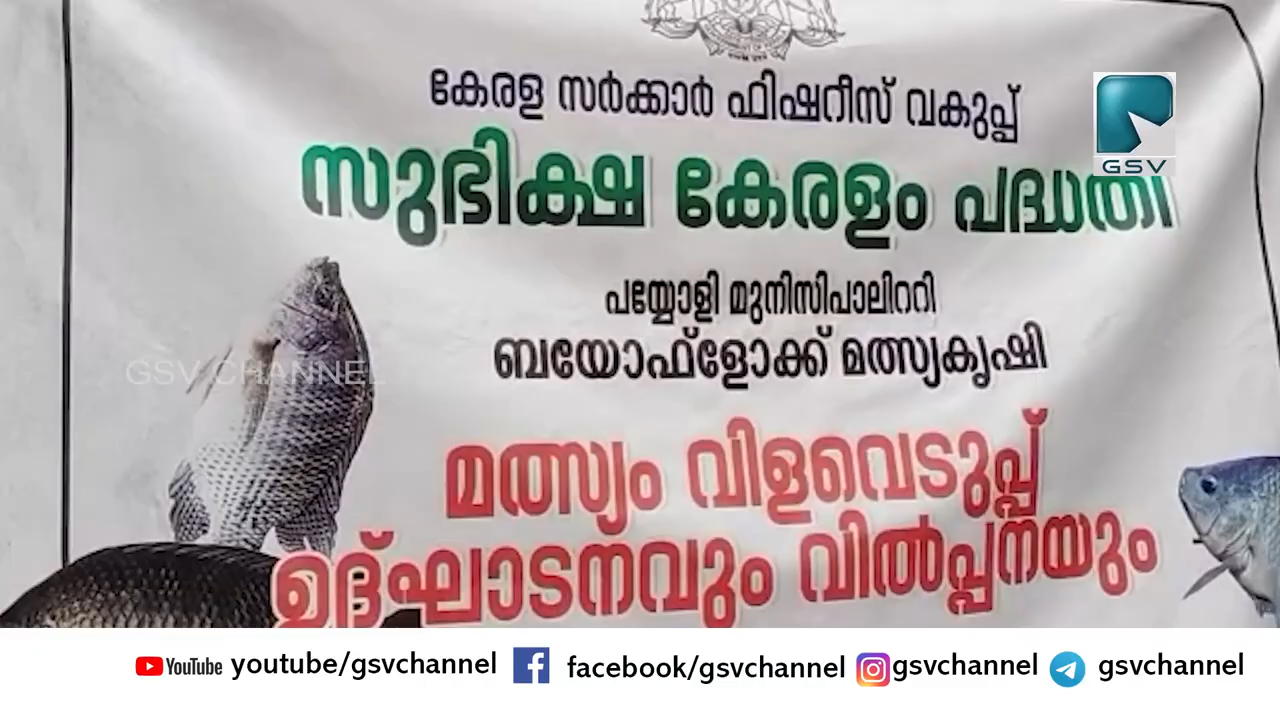 കേരള സർക്കാർ ഫിഷറീസ് വകുപ്പ്
GSV
സുഭിക്ഷ കേരളം പദ്ധതി
പയ്യോളി മുനിസിപാലിററി
ബയോഫ്ളോക്ക് മത്സ്യകൃഷി
GSV CHANNEL
മത്സ്യം വിളവെടുപ്പ്
ഉദ്ഘാടനവും വിൽപ്പനയും
YouTube youtube/gsvchannel facebook/gsvchannel gsvchannel gsvchannel